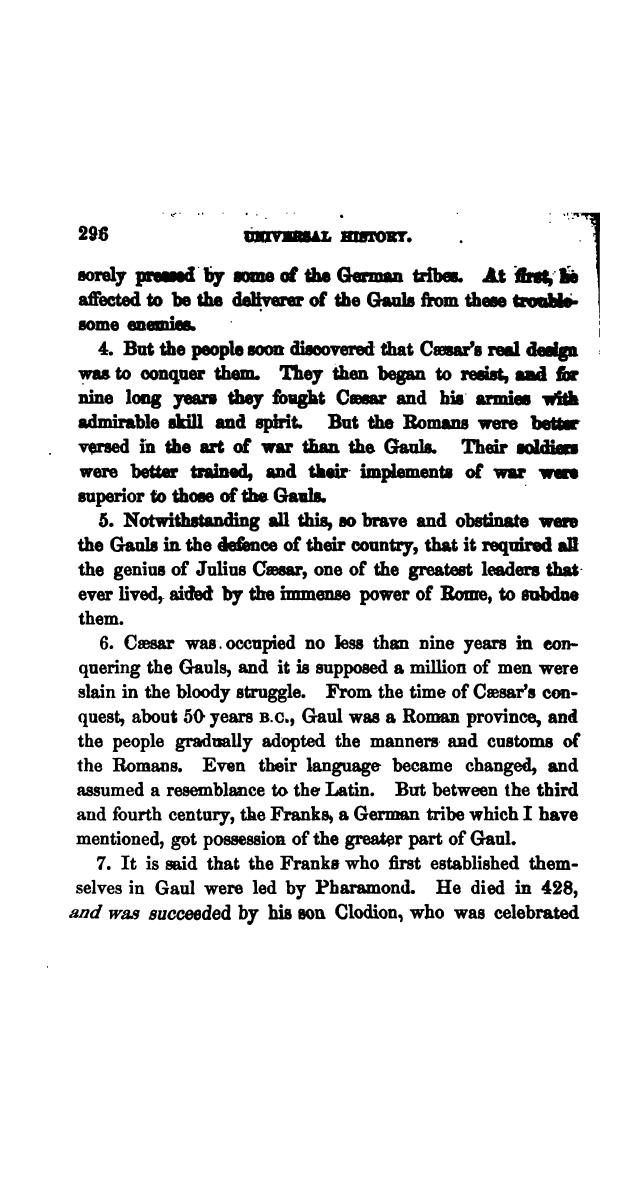 296 UNIVERSAL HISTORY.
sorely pressed by some of the German tribes. At first, he
affected to be the deliverer of the Gauls from these trouble-
some enemies.
4. But the people soon discovered that Cæsar's real design
was to conquer them. They then began to resist, and for
nine long years they fought Cæsar and his armies with
admirable skill and spirit. But the Romans were better
versed in the art of war than the Gauls. Their soldiers
were better trained, and their implements of war were
superior to those of the Gauls.
5. Notwithstanding all this, so brave and obstinate were
the Gauls in the defence of their country, that it required all
the genius of Julius Cæsar, one of the greatest leaders that
ever lived, aided by the immense power of Rome, to subdue
them.
6. Cæsar was occupied no less than nine years in con-
quering the Gauls, and it is supposed a million of men were
slain in the bloody struggle. From the time of Cæsar's con-
quest, about 50 years B.C., Gaul was a Roman province, and
the people gradually adopted the manners and customs of
the Romans. Even their language became changed, and
assumed a resemblance to the Latin. But between the third
and fourth century, the Franks, a German tribe which I have
mentioned, got possession of the greater part of Gaul.
7. It is said that the Franks who first established them-
selves in Gaul were led by Pharamond. He died in 428,
and was succeeded by his son Clodion, who was celebrated